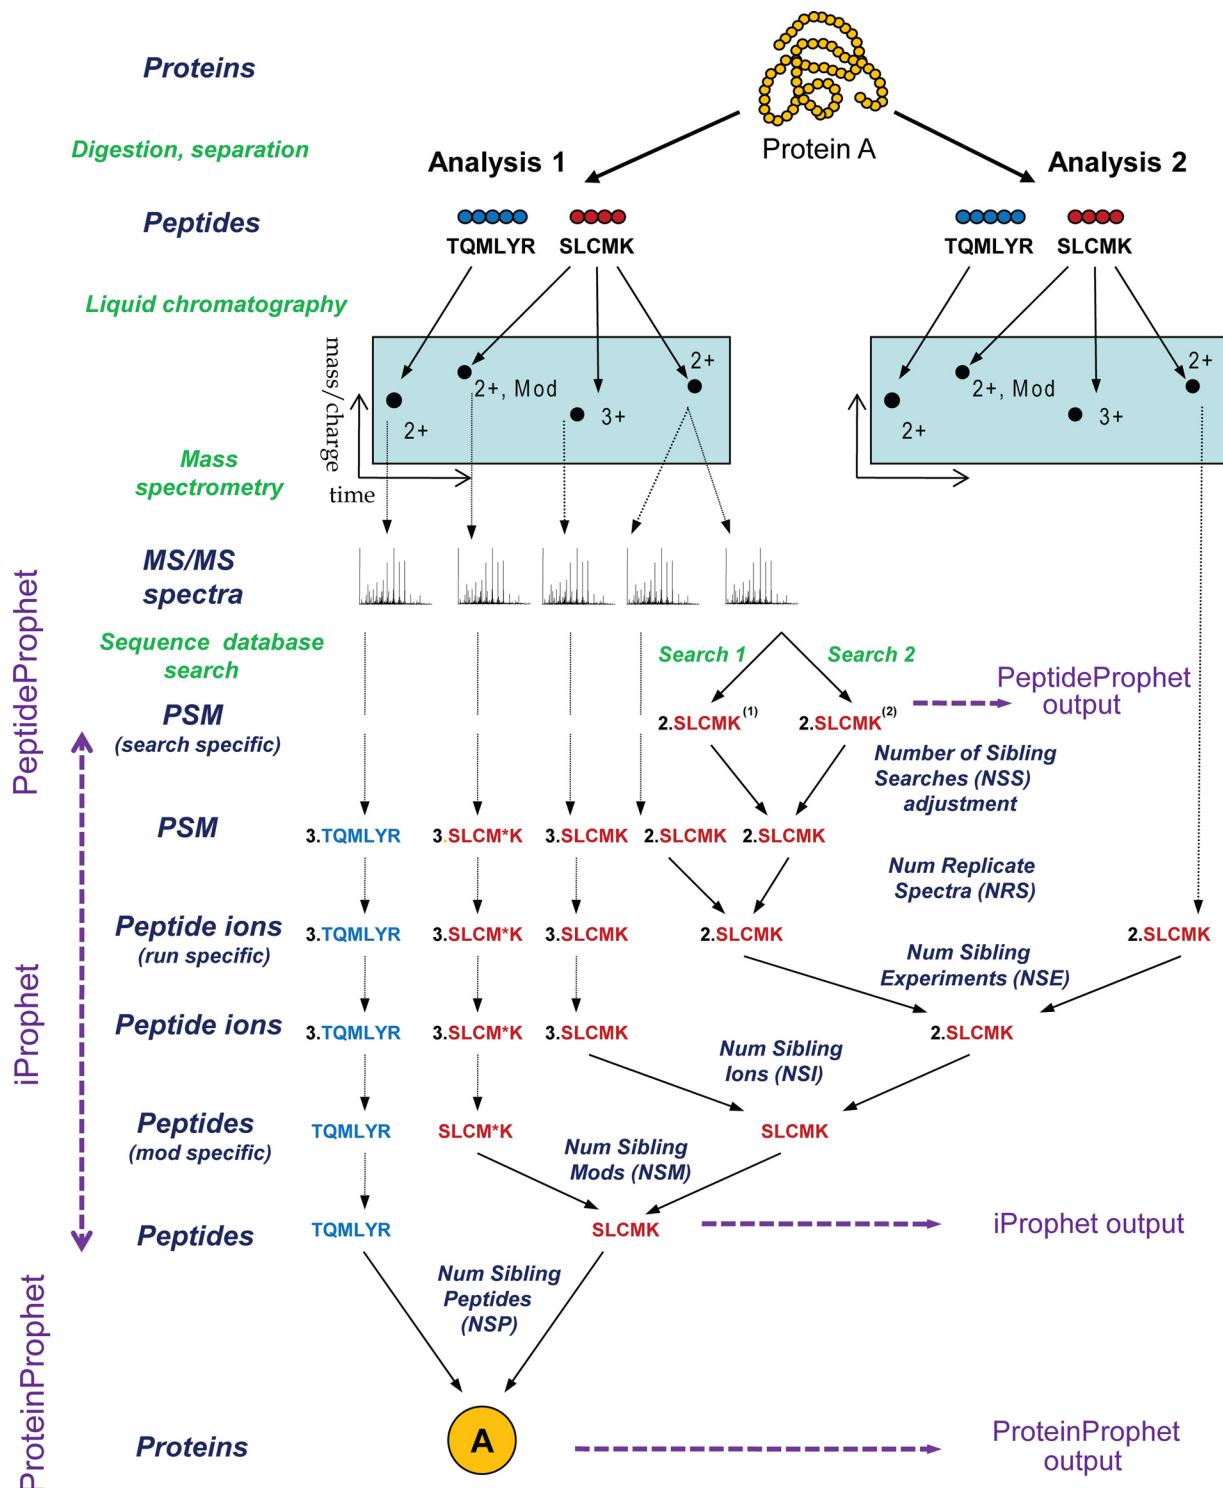 Proteins
Protein A
Digestion, separation
Analysis 1
Analysis 2
Peptides
TQMLYR SLCMK
TQMLYR SLCMK
Liquid chromatography
mass/charge
time
2+
2+, Mod
3+
2+
2+
2+, Mod
3+
2+
Mass
spectrometry
MS/MS
spectra
Sequence database
search
Search 1
Search 2
PeptideProphet
output
PSM
(search specific)
2.SLCMK(1)
2.SLCMK(2)
Number of Sibling
Searches (NSS)
adjustment
PSM
3.TQMLYR 3.SLCM*K 3.SLCMK 2.SLCMK 2.SLCMK
Num Replicate
Spectra (NRS)
Peptide ions
(run specific)
3.TQMLYR 3.SLCM*K 3.SLCMK 2.SLCMK 2.SLCMK
Num Sibling
Experiments (NSE)
Peptide ions
3.TQMLYR 3.SLCM*K 3.SLCMK 2.SLCMK
Num Sibling
Ions (NSI)
Peptides
(mod specific)
TQMLYR SLCM*K SLCMK
Num Sibling
Mods (NSM)
Peptides
TQMLYR SLCMK
iProphet output
Num Sibling
Peptides
(NSP)
Proteins
A
ProteinProphet
output
PeptideProphet
iProphet
ProteinProphet